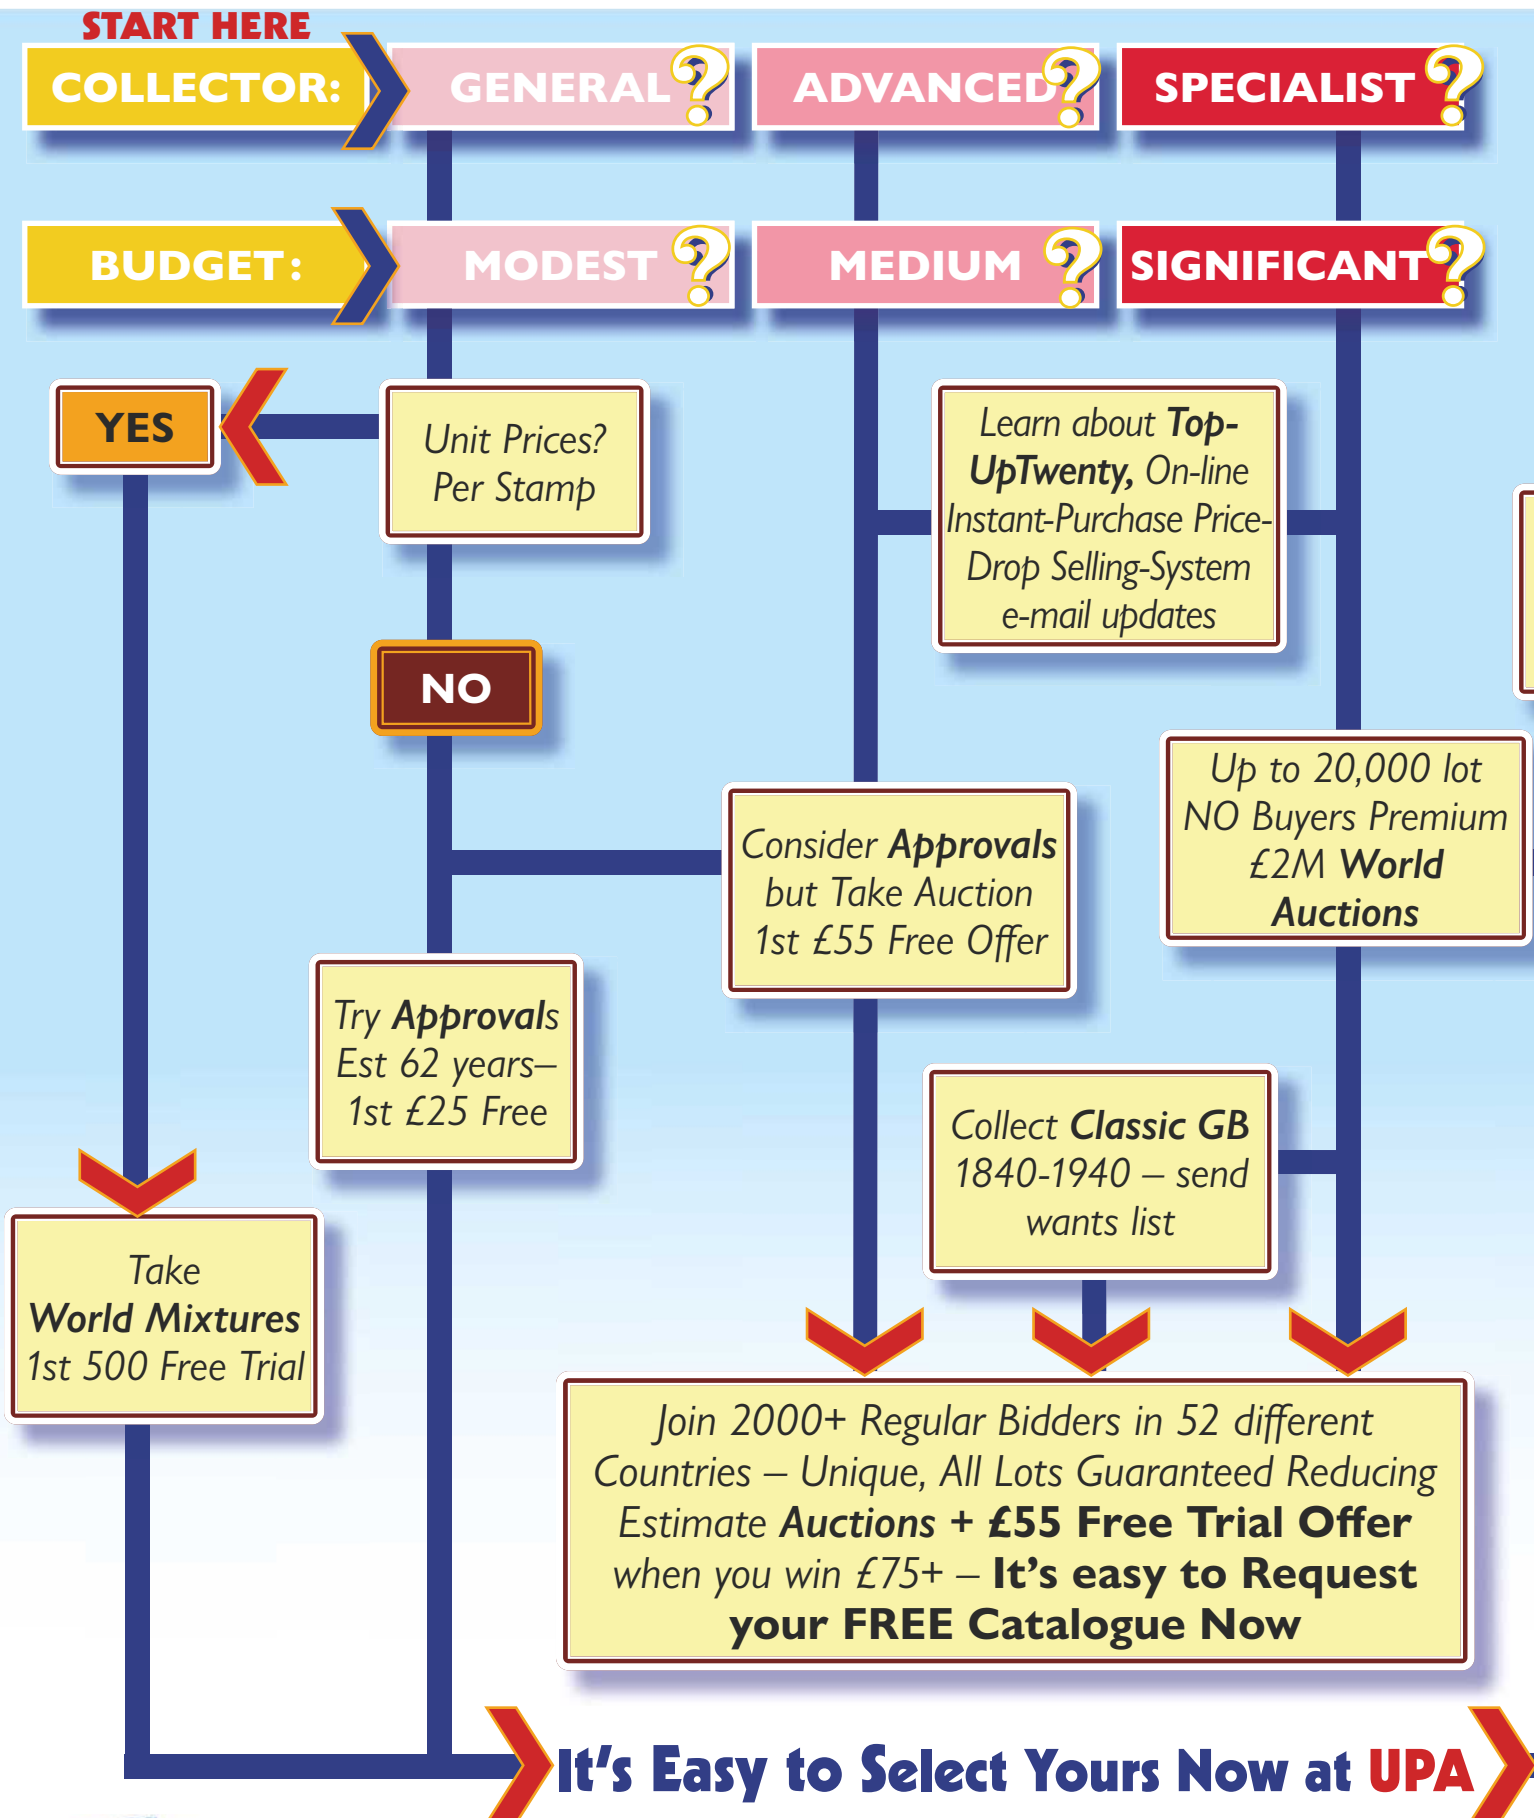 START HERE
COLLECTOR:
GENERAL?
ADVANCED?
SPECIALIST?
BUDGET:
MODEST?
MEDIUM?
SIGNIFICANT?
YES
Unit Prices?
Per Stamp
Learn about Top-
UpTwenty, On-line
Instant-Purchase Price-
Drop Selling-System
e-mail updates
NO
Up to 20,000 lot
NO Buyers Premium
£2M World
Auctions
Consider Approvals
but Take Auction
1st £55 Free Offer
Try Approvals
Est 62 years–
1st £25 Free
Collect Classic GB
1840-1940 – send
wants list
Take
World Mixtures
1st 500 Free Trial
Join 2000+ Regular Bidders in 52 different
Countries – Unique, All Lots Guaranteed Reducing
Estimate Auctions + £55 Free Trial Offer
when you win £75+ – It's easy to Request
your FREE Catalogue Now
It's Easy to Select Yours Now at UPA